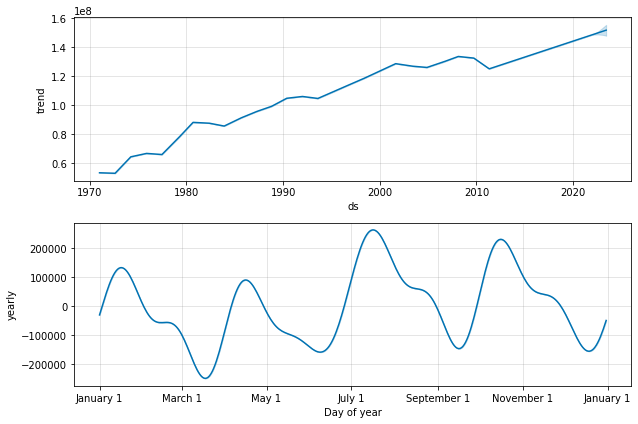 1e8
1.6
1.4
1.2
1.0
0.8
0.6
trend
1970 1980 1990 2000 2010 2020
ds
200000
100000
0
−100000
−200000
yearly
January 1 March 1 May 1 July 1 September 1 November 1 January 1
Day of year